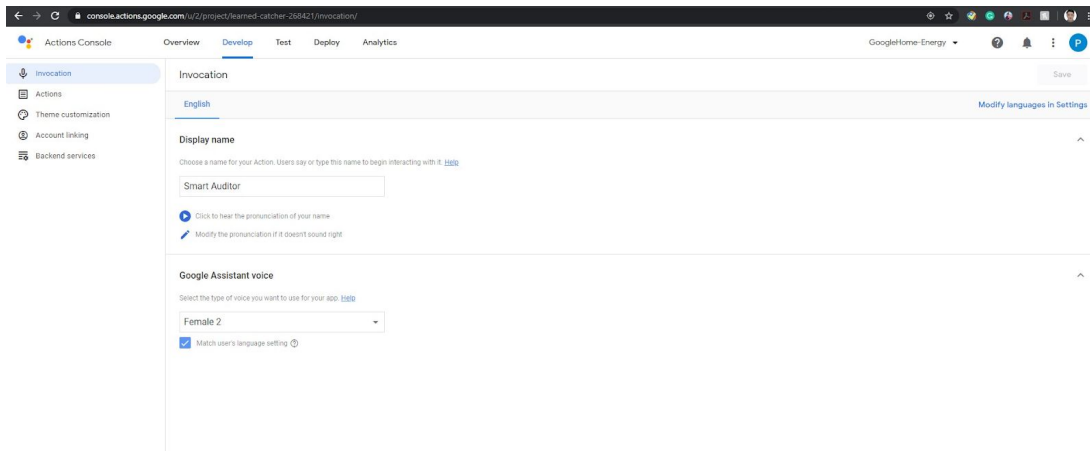 console.actions.google.com/u/2/project/learned-catcher-268421/invocation/
Actions Console
Overview Develop Test Deploy Analytics
GoogleHome-Energy
P
Invocation
Actions
Theme customization
Account linking
Backend services
Invocation
Save
English
Modify languages in Settings
Display name
Choose a name for your Action. Users say or type this name to begin interacting with it. Help
Smart Auditor
Click to hear the pronunciation of your name
Modify the pronunciation if it doesn't sound right
Google Assistant voice
Select the type of voice you want to use for your app. Help
Female 2
Match user's language setting